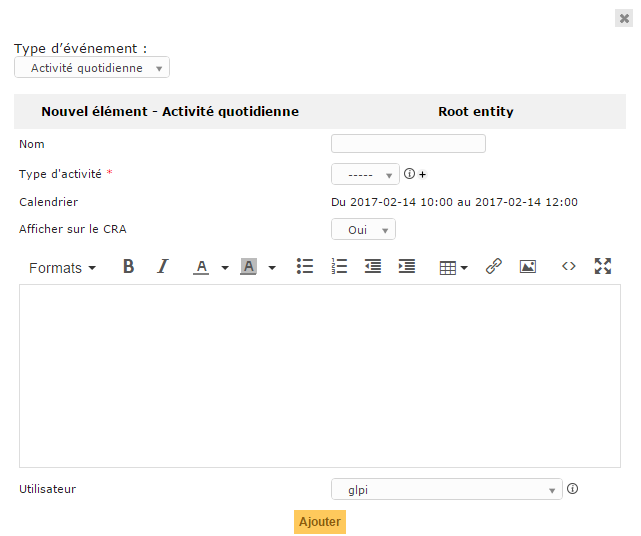 Type d’événement :
Activité quotidienne
Nouvel élément - Activité quotidienne Root entity
Nom
Type d'activité * -----
Calendrier Du 2017-02-14 10:00 au 2017-02-14 12:00
Afficher sur le CRA Oui
Formats B I A A
Utilisateur glpi
Ajouter